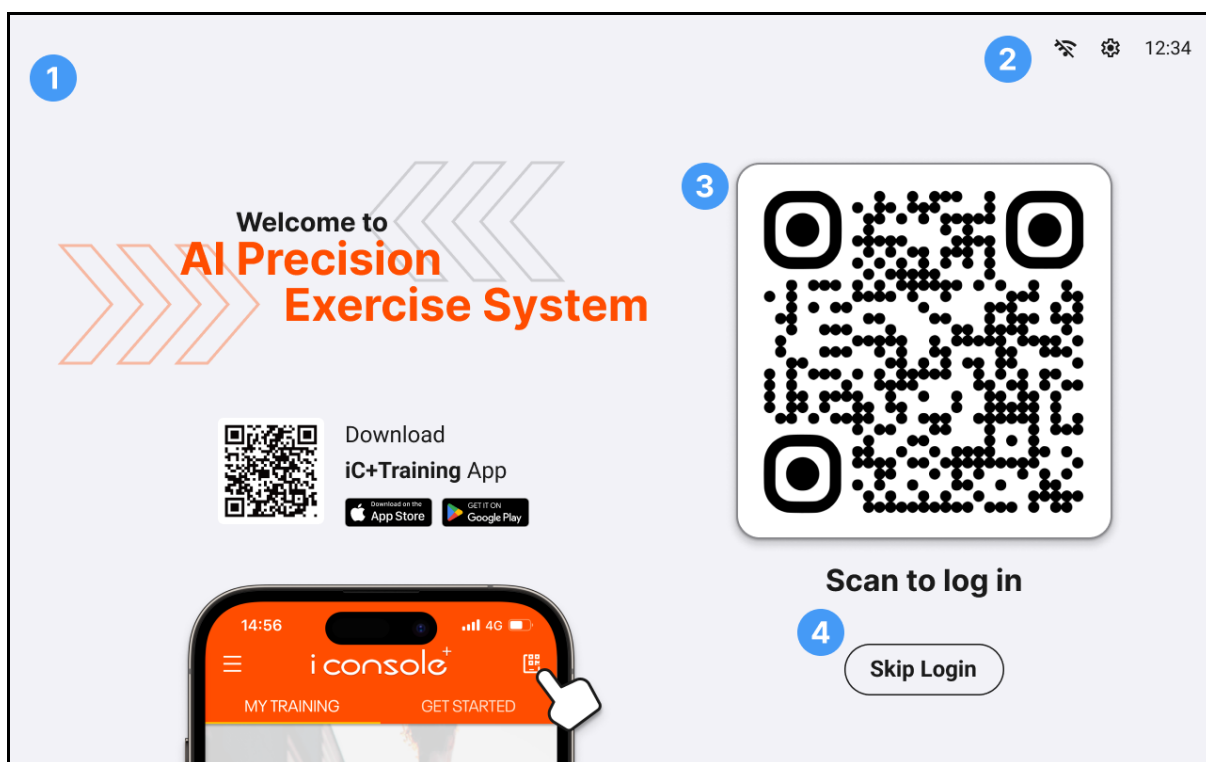 1
2
12:34
3
Welcome to
AI Precision
Exercise System
Download
iC+Training App
Download on the
App Store
GET IT ON
Google Play
Scan to log in
4
Skip Login
14:56
4G
i console+
MY TRAINING
GET STARTED